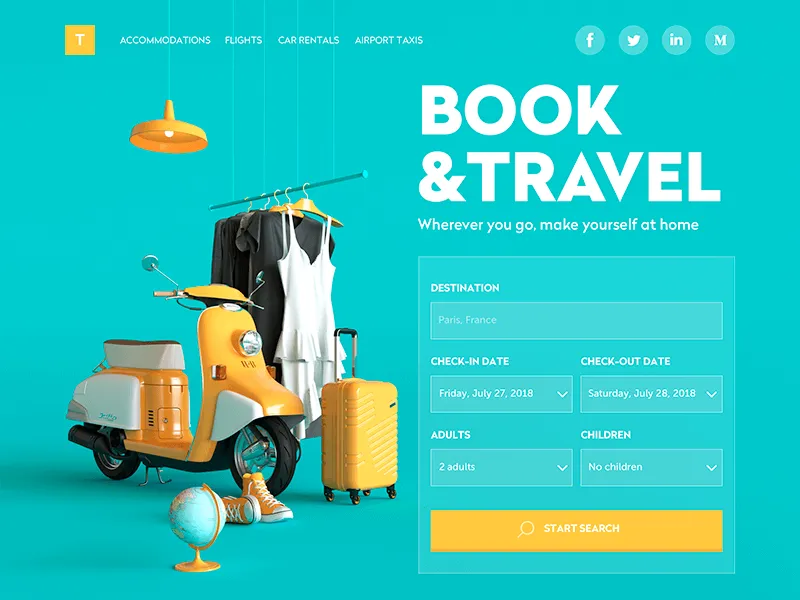 T
ACCOMMODATIONS FLIGHTS CAR RENTALS AIRPORT TAXIS
BOOK
&TRAVEL
Wherever you go, make yourself at home
DESTINATION
Paris, France
CHECK-IN DATE CHECK-OUT DATE
Friday, July 27, 2018 Saturday, July 28, 2018
ADULTS CHILDREN
2 adults No children
START SEARCH